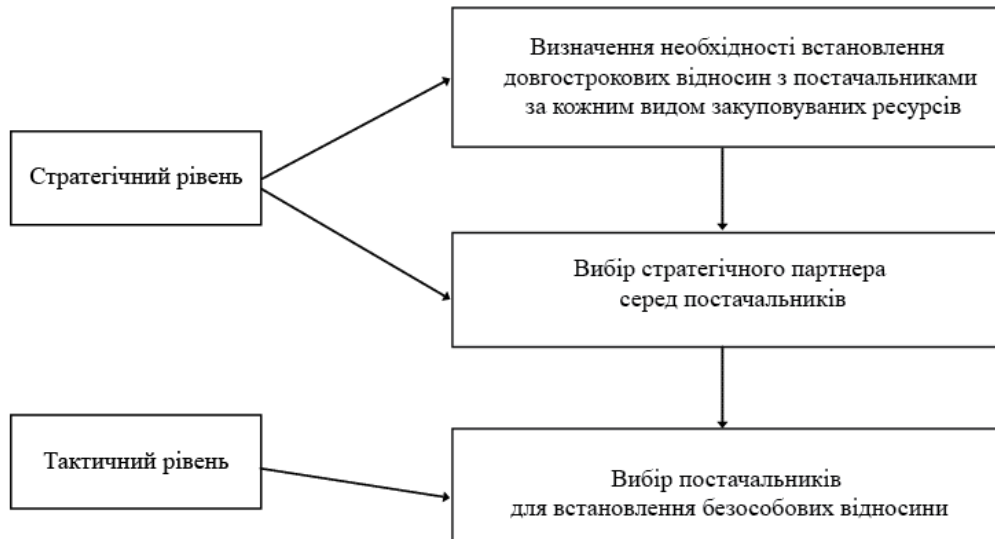 Визначення необхідності встановлення
довгострокових відносин з постачальниками
за кожним видом закуповуваних ресурсів
Стратегічний рівень
Вибір стратегічного партнера
серед постачальників
Тактичний рівень
Вибір постачальників
для встановлення безособових відносини